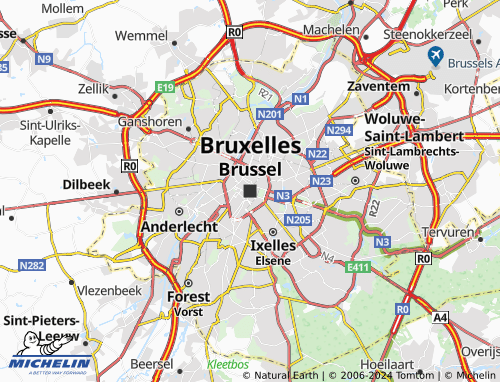 Mollem
Wemmel
R0
Machelen
Perk
Steenokkerzeel
sse
N9
Brussels A
E19
R21
N1
Zellik
Zaventem
Kortenber
N201
Sint-Ulriks-
Kapelle
Ganshoren
Woluwe-
Saint-Lambert
N294
Bruxelles
Brussel
N22
Sint-Lambrechts-
Woluwe
R0
Dilbeek
N3
N23
R22
Anderlecht
N205
Ixelles
Elsene
N3
Tervuren
N4
R0
N282
E411
Vlezenbeek
Forest
Vorst
R0
Sint-Pieters-
Leeuw
A4
MICHELIN
A BETTER WAY FORWARD
Beersel
Kleetbos
Hoeilaart
Overijs
© Natural Earth | © 2006-2024 Tomtom | © Michelin